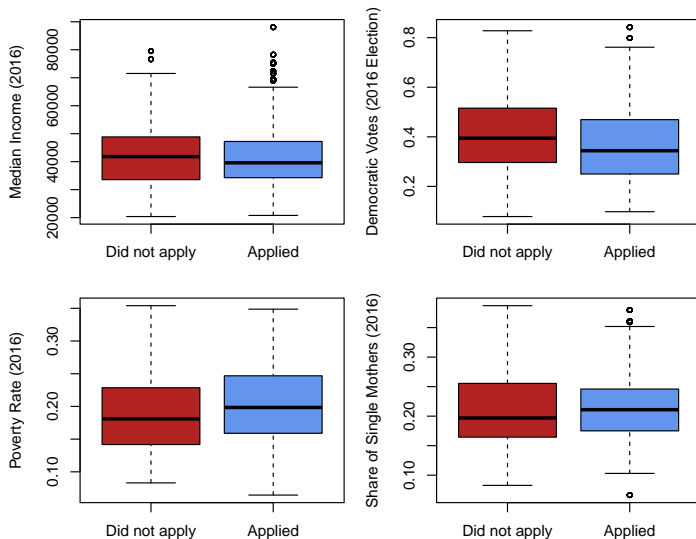 Median Income (2016)
80000
60000
40000
20000
Did not apply
Applied
Democratic Votes (2016 Election)
0.8
0.6
0.4
0.2
Did not apply
Applied
Poverty Rate (2016)
0.30
0.20
0.10
Did not apply
Applied
Share of Single Mothers (2016)
0.30
0.20
0.10
Did not apply
Applied